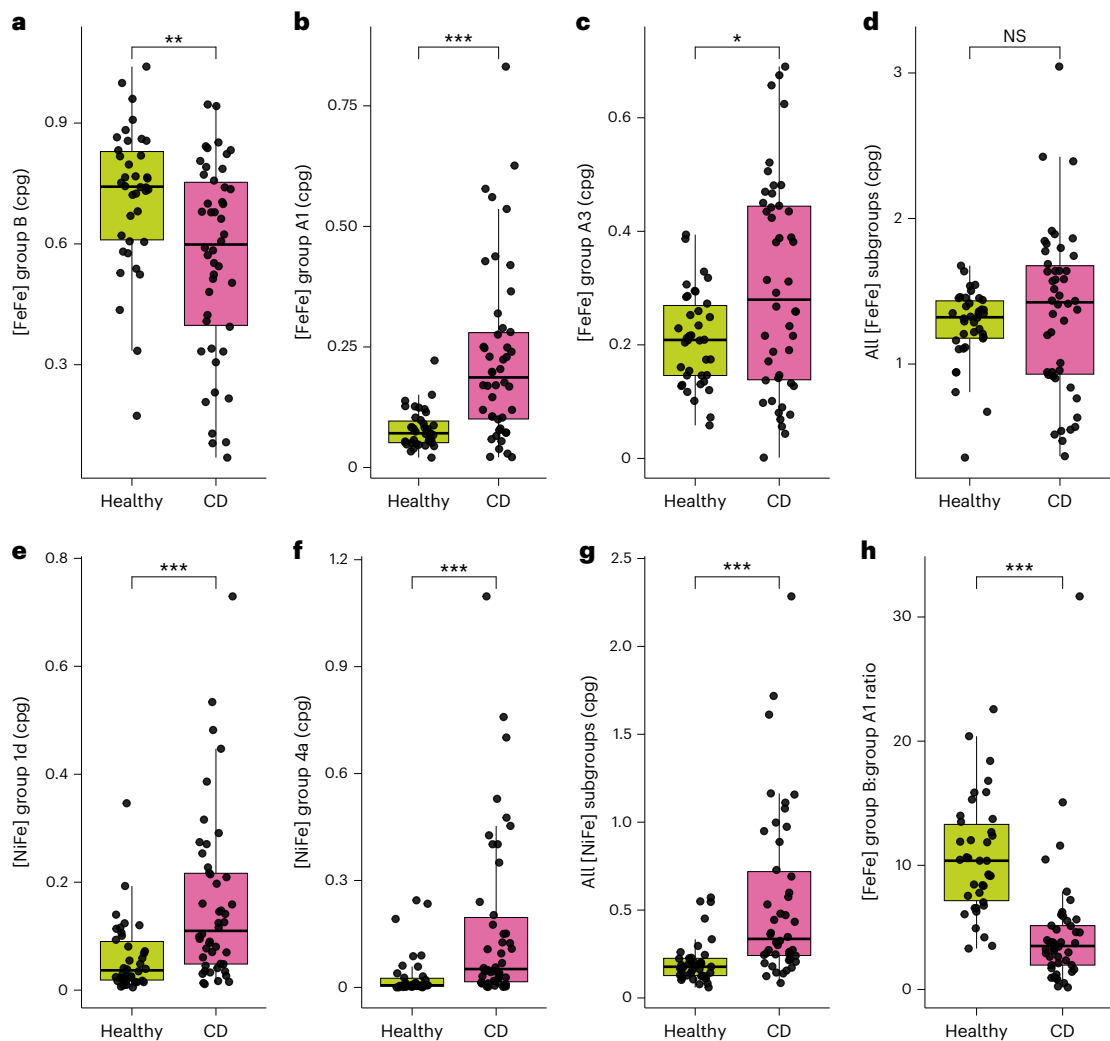 a
**
[FeFe] group B (cpg)
0.9
0.6
0.3
Healthy
CD
b
***
[FeFe] group A1 (cpg)
0.75
0.50
0.25
0
Healthy
CD
c
*
[FeFe] group A3 (cpg)
0.6
0.4
0.2
0
Healthy
CD
d
NS
All [FeFe] subgroups (cpg)
3
2
1
Healthy
CD
e
***
[NiFe] group 1d (cpg)
0.8
0.6
0.4
0.2
0
Healthy
CD
f
***
[NiFe] group 4a (cpg)
1.2
0.9
0.6
0.3
0
Healthy
CD
g
***
All [NiFe] subgroups (cpg)
2.5
2.0
1.5
1.0
0.5
0
Healthy
CD
h
***
[FeFe] group B:group A1 ratio
30
20
10
0
Healthy
CD